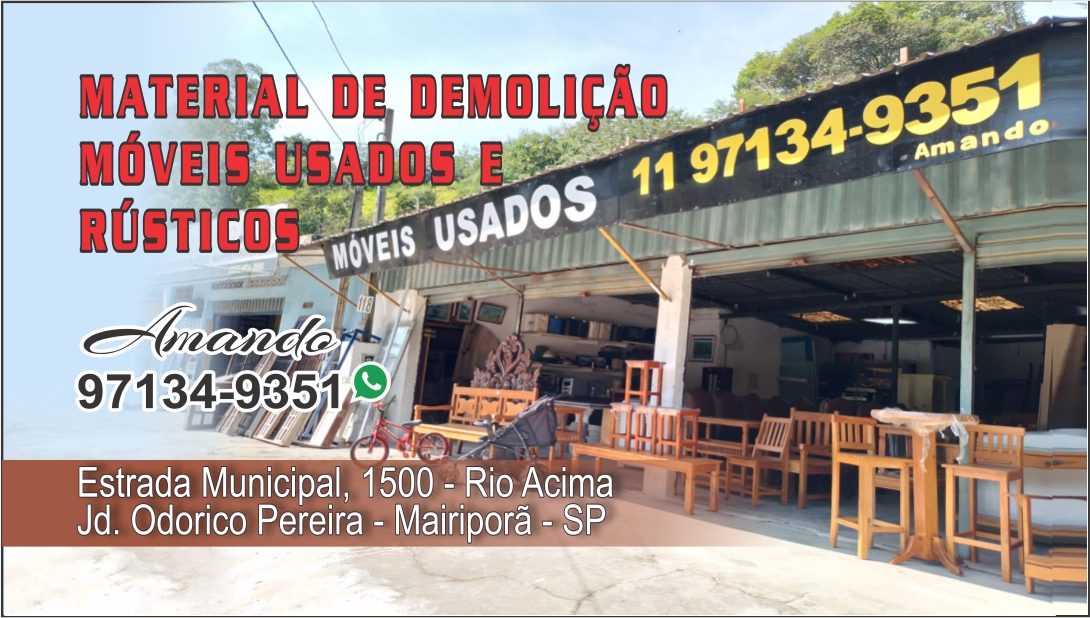 MATERIAL DE DEMOLIÇÃO
MÓVEIS USADOS E
RÚSTICOS
MÓVEIS USADOS 11 97134-9351
Amando
118
Amando
97134-9351
Estrada Municipal, 1500 - Rio Acima
Jd. Odorico Pereira - Mairiporã - SP